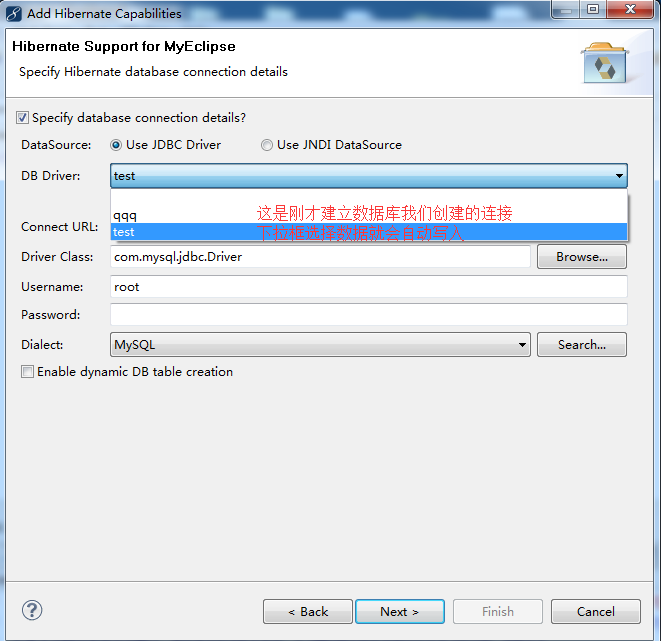 Add Hibernate Capabilities
Hibernate Support for MyEclipse
Specify Hibernate database connection details
Specify database connection details?
DataSource: Use JDBC Driver Use JNDI DataSource
DB Driver: test
qqq 这是刚才建立数据库我们创建的连接
Connect URL: test 下拉框选择数据就会自动写入
Driver Class: com.mysql.jdbc.Driver Browse...
Username: root
Password:
Dialect: MySQL Search...
Enable dynamic DB table creation
? < Back Next > Finish Cancel